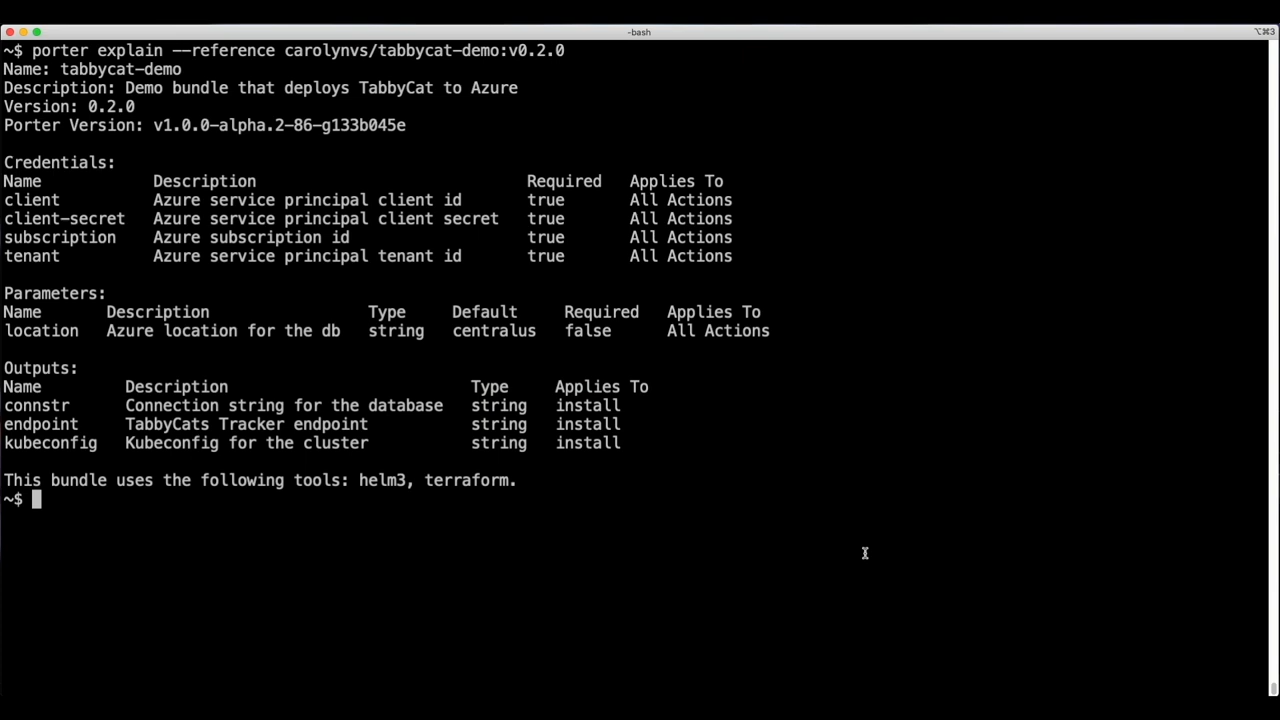 -bash
⌥⌘3
~$ porter explain --reference carolynvs/tabbycat-demo:v0.2.0
Name: tabbycat-demo
Description: Demo bundle that deploys TabbyCat to Azure
Version: 0.2.0
Porter Version: v1.0.0-alpha.2-86-g133b045e
Credentials:
Name Description Required Applies To
client Azure service principal client id true All Actions
client-secret Azure service principal client secret true All Actions
subscription Azure subscription id true All Actions
tenant Azure service principal tenant id true All Actions
Parameters:
Name Description Type Default Required Applies To
location Azure location for the db string centralus false All Actions
Outputs:
Name Description Type Applies To
connstr Connection string for the database string install
endpoint TabbyCats Tracker endpoint string install
kubeconfig Kubeconfig for the cluster string install
This bundle uses the following tools: helm3, terraform.
~$